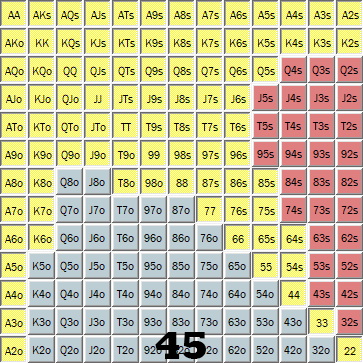 AA AKs AQs AJs ATs A9s A8s A7s A6s A5s A4s A3s A2s
AKo KK KQs KJs KTs K9s K8s K7s K6s K5s K4s K3s K2s
AQo KQo QQ QJs QTs Q9s Q8s Q7s Q6s Q5s Q4s Q3s Q2s
AJo KJo QJo JJ JTs J9s J8s J7s J6s J5s J4s J3s J2s
ATo KTo QTo JTo TT T9s T8s T7s T6s T5s T4s T3s T2s
A9o K9o Q9o J9o T9o 99 98s 97s 96s 95s 94s 93s 92s
A8o K8o Q8o J8o T8o 98o 88 87s 86s 85s 84s 83s 82s
A7o K7o Q7o J7o T7o 97o 87o 77 76s 75s 74s 73s 72s
A6o K6o Q6o J6o T6o 96o 86o 76o 66 65s 64s 63s 62s
A5o K5o Q5o J5o T5o 95o 85o 75o 65o 55 54s 53s 52s
A4o K4o Q4o J4o T4o 94o 84o 74o 64o 54o 44 43s 42s
A3o K3o Q3o J3o T3o 93o 83o 73o 63o 53o 43o 33 32s
A2o K2o Q2o J2o T2o 62o 52o 42o 32o 22
45